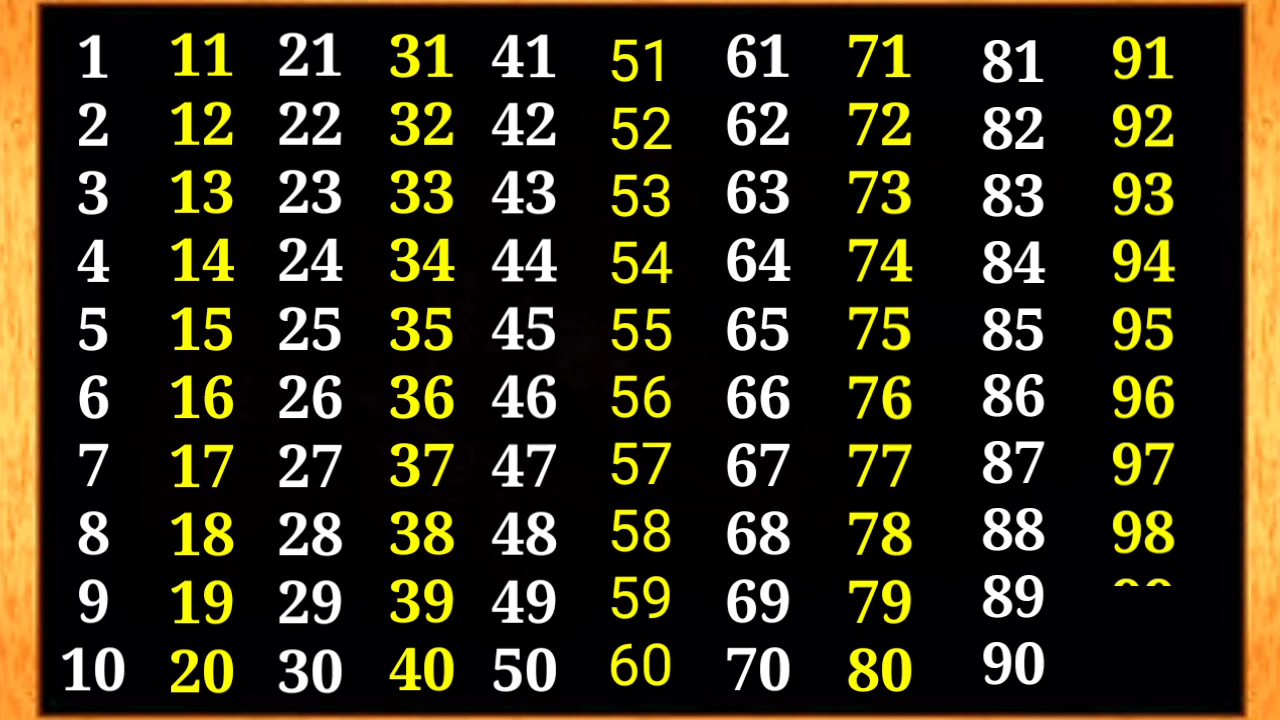 1 11 21 31 41 51 61 71 81 91
2 12 22 32 42 52 62 72 82 92
3 13 23 33 43 53 63 73 83 93
4 14 24 34 44 54 64 74 84 94
5 15 25 35 45 55 65 75 85 95
6 16 26 36 46 56 66 76 86 96
7 17 27 37 47 57 67 77 87 97
8 18 28 38 48 58 68 78 88 98
9 19 29 39 49 59 69 79 89
10 20 30 40 50 60 70 80 90